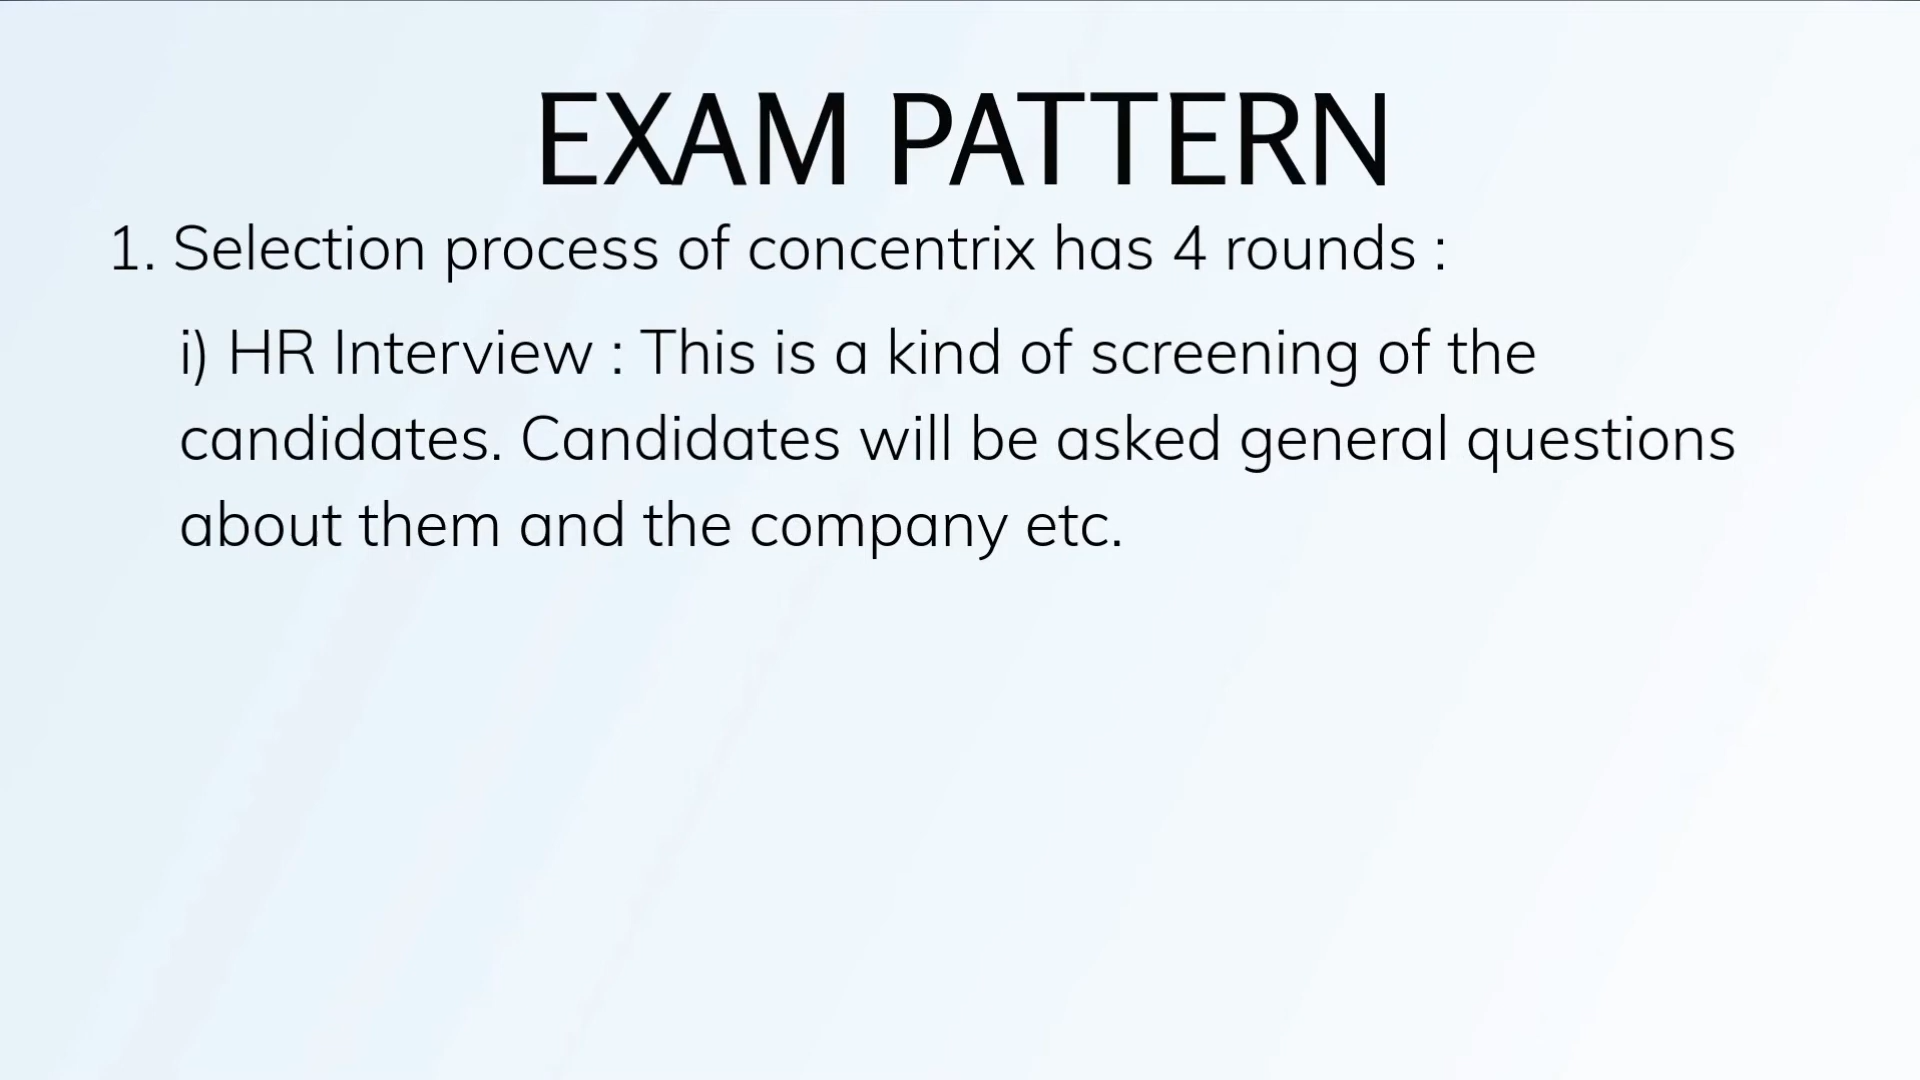 EXAM PATTERN
1. Selection process of concentrix has 4 rounds :
i) HR Interview : This is a kind of screening of the
candidates. Candidates will be asked general questions
about them and the company etc.